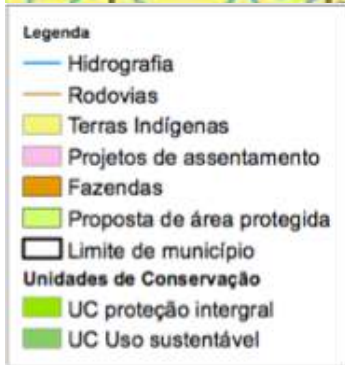 Legenda
Hidrografia
Rodovias
Terras Indígenas
Projetos de assentamento
Fazendas
Proposta de área protegida
Limite de município
Unidades de Conservação
UC proteção intergral
UC Uso sustentável